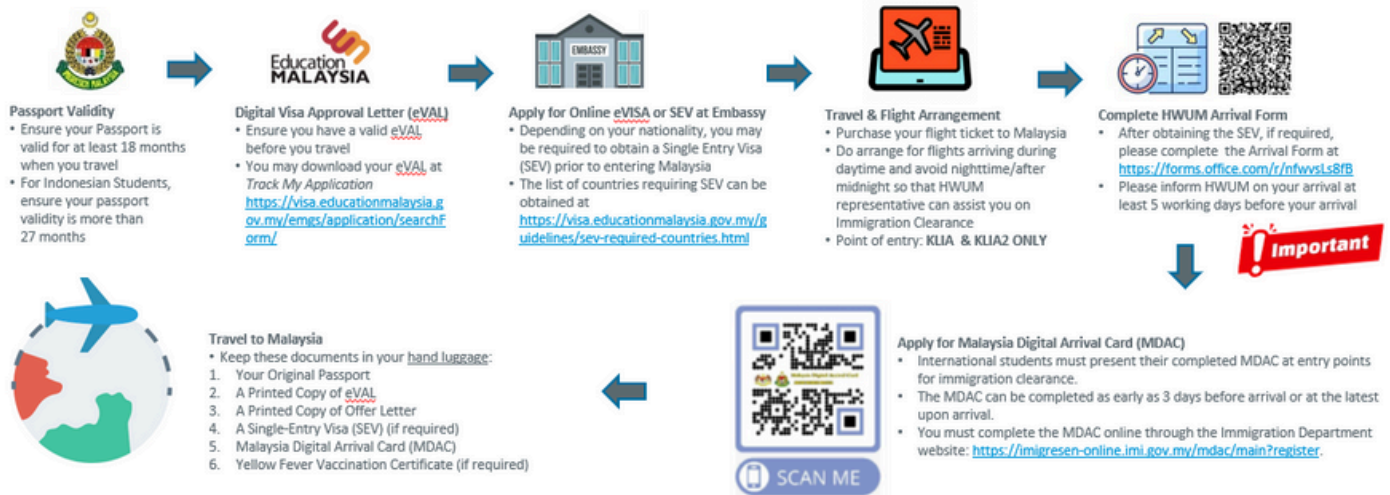 Education
MALAYSIA
EMBASSY
Passport Validity
• Ensure your Passport is
valid for at least 18 months
when you travel
• For Indonesian Students,
ensure your passport
validity is more than
27 months
Digital Visa Approval Letter (eVAL)
• Ensure you have a valid eVAL
before you travel
• You may download your eVAL at
Track My Application
https://visa.educationmalaysia.g
ov.my/emgs/application/searchF
orm/
Apply for Online eVISA or SEV at Embassy
• Depending on your nationality, you may
be required to obtain a Single Entry Visa
(SEV) prior to entering Malaysia
• The list of countries requiring SEV can be
obtained at
https://visa.educationmalaysia.gov.my/g
uidelines/sev-required-countries.html
Travel & Flight Arrangement
• Purchase your flight ticket to Malaysia
• Do arrange for flights arriving during
daytime and avoid nighttime/after
midnight so that HWUM
representative can assist you on
Immigration Clearance
• Point of entry: KLIA & KLIA2 ONLY
Complete HWUM Arrival Form
• After obtaining the SEV, if required,
please complete the Arrival Form at
https://forms.office.com/r/nfwvsLs8fB
• Please inform HWUM on your arrival at
least 5 working days before your arrival
Important
Apply for Malaysia Digital Arrival Card (MDAC)
• International students must present their completed MDAC at entry points
for immigration clearance.
• The MDAC can be completed as early as 3 days before arrival or at the latest
upon arrival.
• You must complete the MDAC online through the Immigration Department
website: https://imigresen-online.imi.gov.my/mdac/main?register.
SCAN ME
Travel to Malaysia
• Keep these documents in your hand luggage:
1. Your Original Passport
2. A Printed Copy of eVAL
3. A Printed Copy of Offer Letter
4. A Single-Entry Visa (SEV) (if required)
5. Malaysia Digital Arrival Card (MDAC)
6. Yellow Fever Vaccination Certificate (if required)